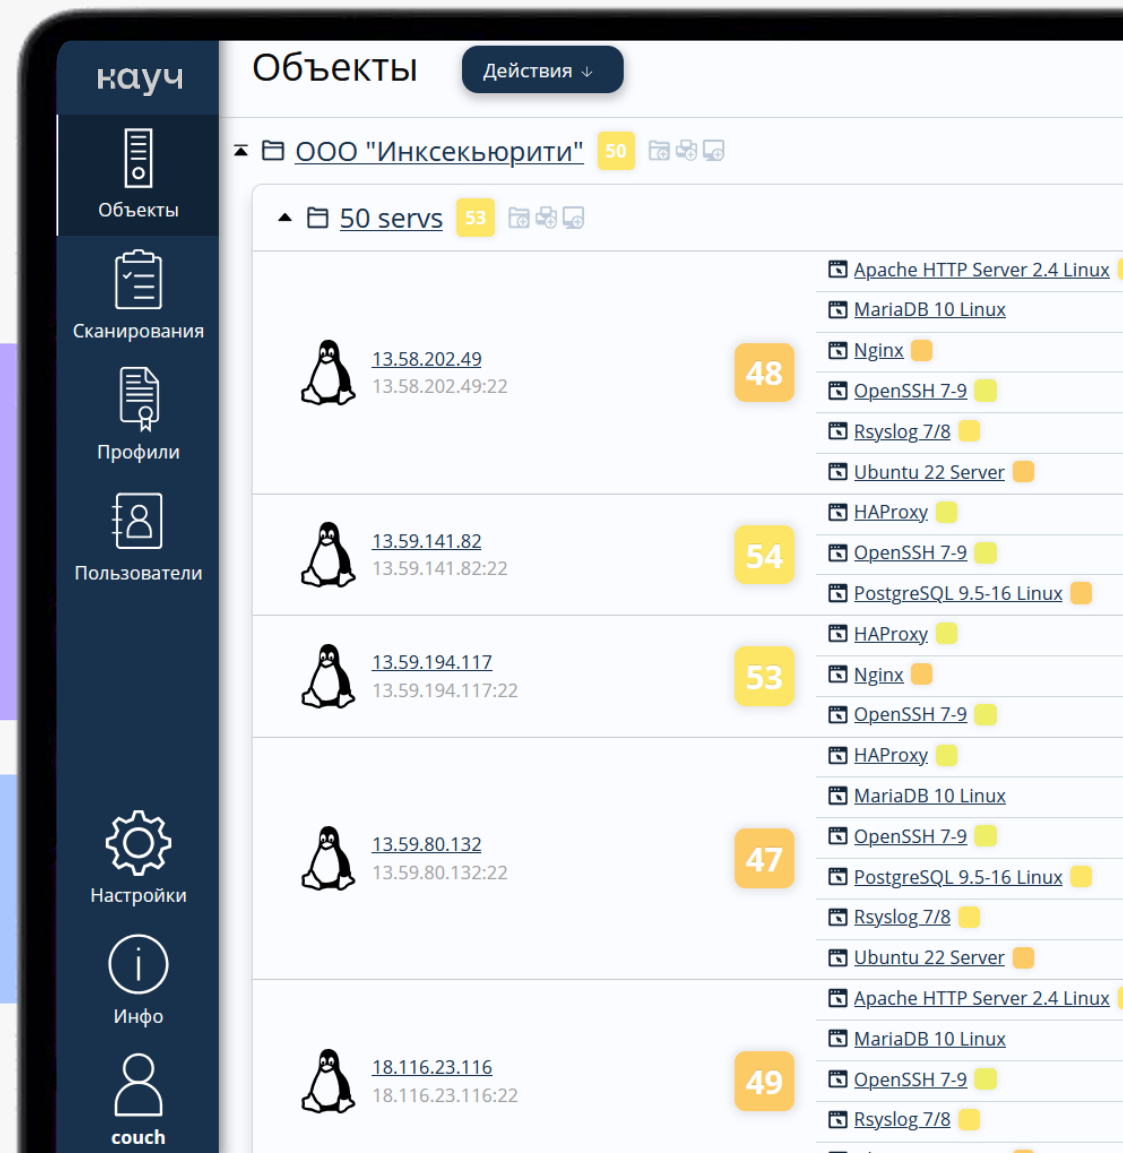 кауч
Объекты
Действия ↓
ООО "Инксекьюрити" 50
50 servs 53
Объекты
Сканирования
Профили
Пользователи
Настройки
Инфо
couch
13.58.202.49
13.58.202.49:22
48
Apache HTTP Server 2.4 Linux
MariaDB 10 Linux
Nginx
OpenSSH 7-9
Rsyslog 7/8
Ubuntu 22 Server
13.59.141.82
13.59.141.82:22
54
HAProxy
OpenSSH 7-9
PostgreSQL 9.5-16 Linux
13.59.194.117
13.59.194.117:22
53
HAProxy
Nginx
OpenSSH 7-9
13.59.80.132
13.59.80.132:22
47
HAProxy
MariaDB 10 Linux
OpenSSH 7-9
PostgreSQL 9.5-16 Linux
Rsyslog 7/8
Ubuntu 22 Server
18.116.23.116
18.116.23.116:22
49
Apache HTTP Server 2.4 Linux
MariaDB 10 Linux
OpenSSH 7-9
Rsyslog 7/8